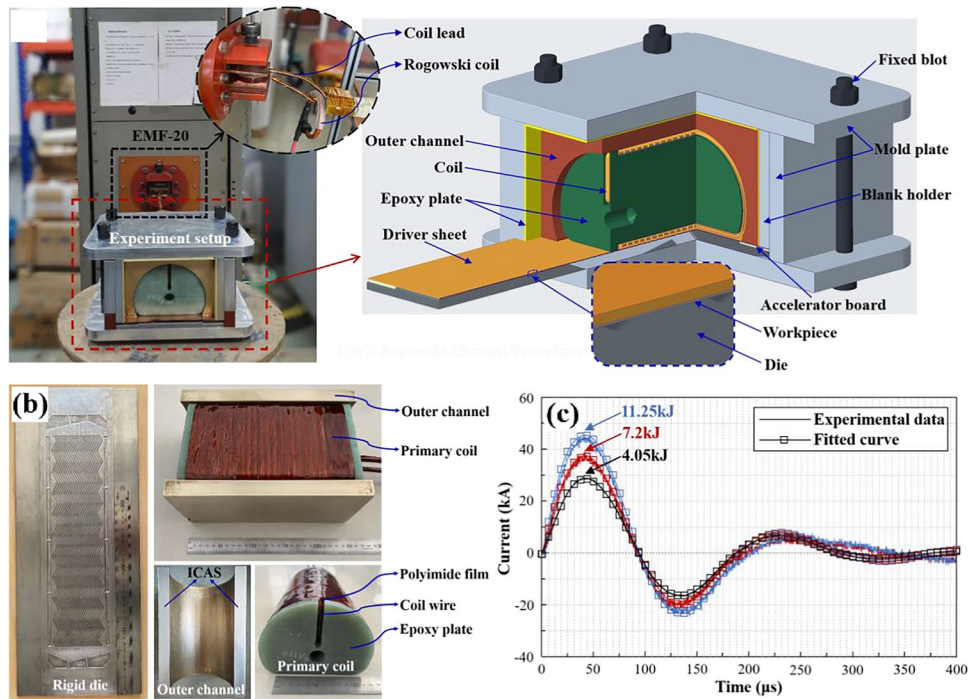 Coil lead
Rogowski coil
EMF-20
Experiment setup
Outer channel
Coil
Epoxy plate
Driver sheet
Fixed blot
Mold plate
Blank holder
Accelerator board
Workpiece
Die
(b)
Rigid die
Outer channel
Primary coil
ICAS
Outer channel
Polyimide film
Coil wire
Epoxy plate
Primary coil
(c)
11.25kJ
7.2kJ
4.05kJ
Experimental data
Fitted curve
Current (kA)
60
40
20
0
-20
-40
0 50 100 150 200 250 300 350 400
Time (μs)